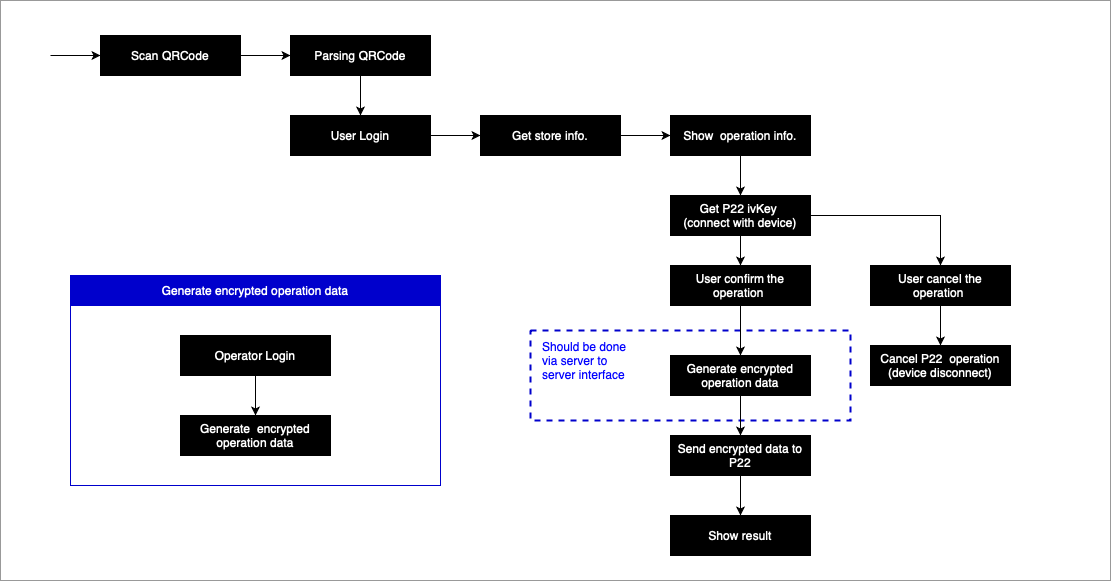 Scan QRCode
Parsing QRCode
User Login
Get store info.
Show operation info.
Get P22 ivKey
(connect with device)
User confirm the
operation
User cancel the
operation
Generate encrypted operation data
Operator Login
Generate encrypted
operation data
Should be done
via server to
server interface
Generate encrypted
operation data
Cancel P22 operation
(device disconnect)
Send encrypted data to
P22
Show result